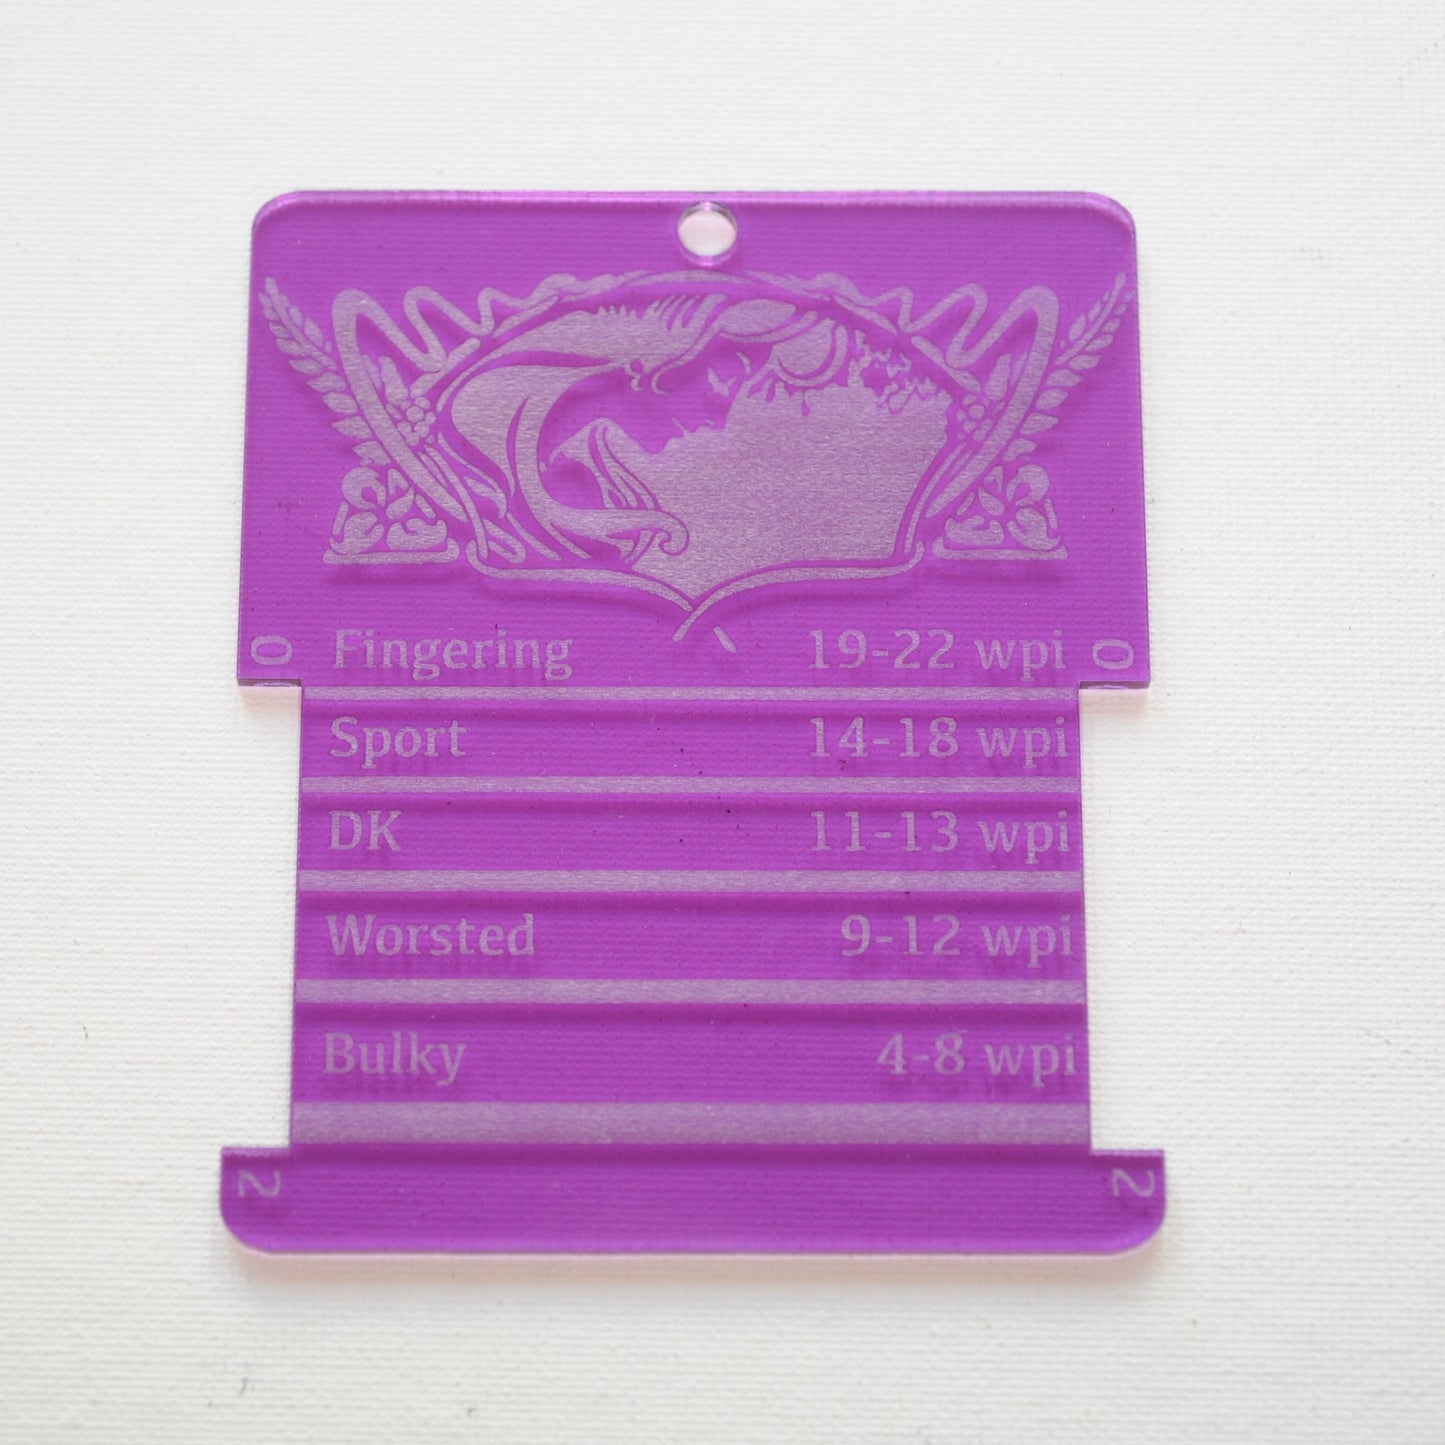 0 Fingering 19-22 wpi 0
Sport 14-18 wpi
DK 11-13 wpi
Worsted 9-12 wpi
Bulky 4-8 wpi
2 2